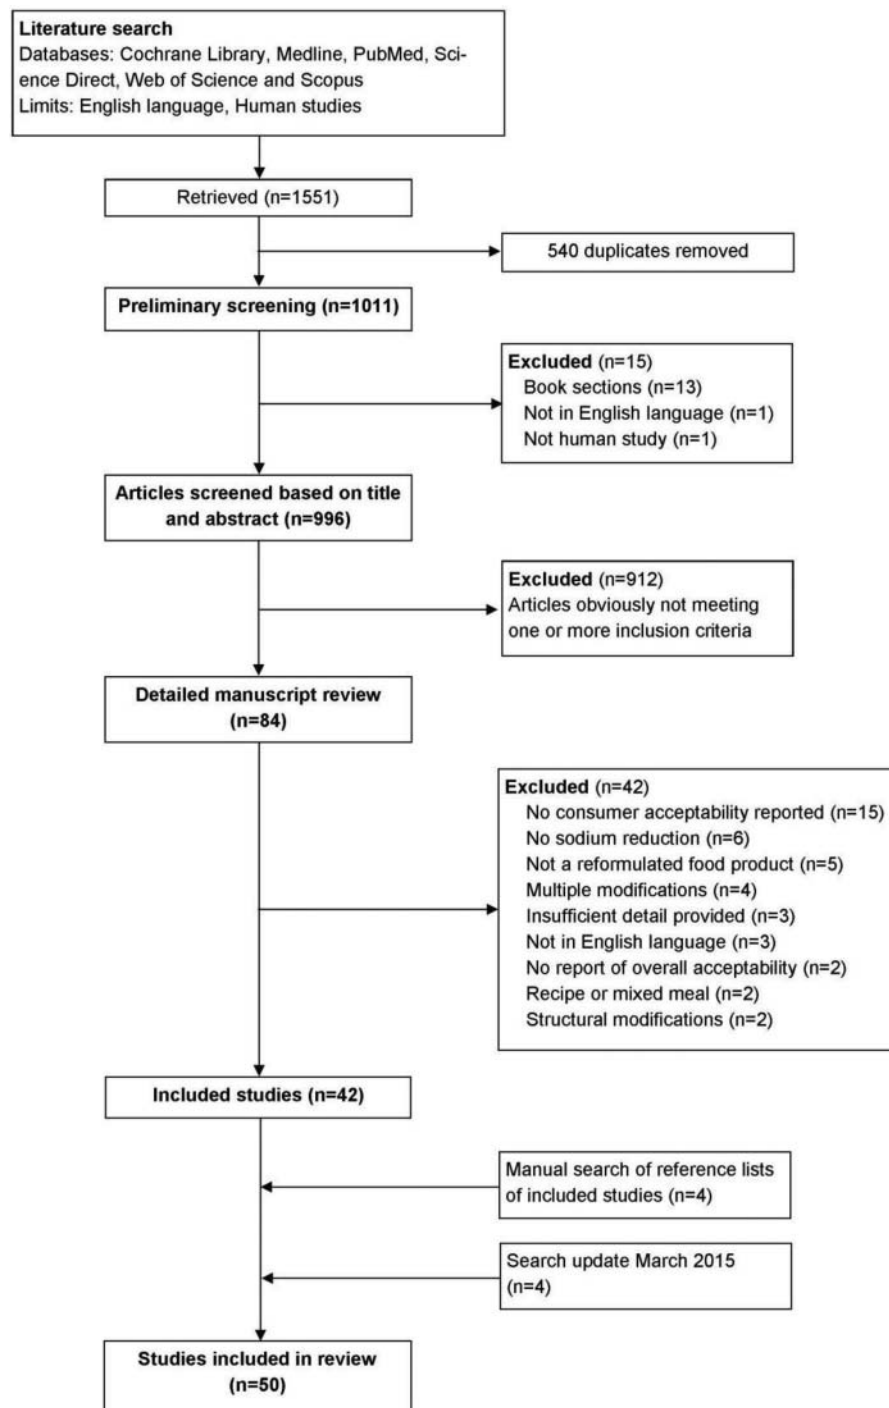 Literature search
Databases: Cochrane Library, Medline, PubMed, Sci-
ence Direct, Web of Science and Scopus
Limits: English language, Human studies
Retrieved (n=1551)
540 duplicates removed
Preliminary screening (n=1011)
Excluded (n=15)
Book sections (n=13)
Not in English language (n=1)
Not human study (n=1)
Articles screened based on title
and abstract (n=996)
Excluded (n=912)
Articles obviously not meeting
one or more inclusion criteria
Detailed manuscript review
(n=84)
Excluded (n=42)
No consumer acceptability reported (n=15)
No sodium reduction (n=6)
Not a reformulated food product (n=5)
Multiple modifications (n=4)
Insufficient detail provided (n=3)
Not in English language (n=3)
No report of overall acceptability (n=2)
Recipe or mixed meal (n=2)
Structural modifications (n=2)
Included studies (n=42)
Manual search of reference lists
of included studies (n=4)
Search update March 2015
(n=4)
Studies included in review
(n=50)